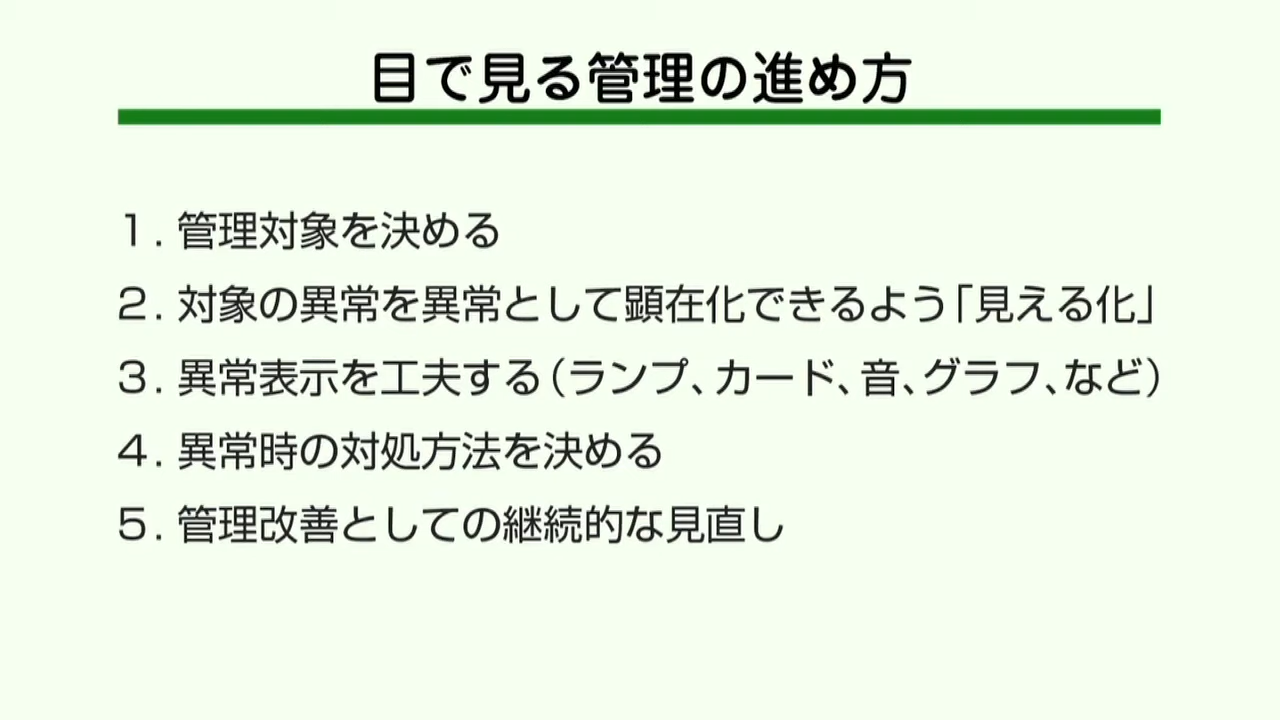 目で見る管理の進め方
１．管理対象を決める
２．対象の異常を異常として顕在化できるよう「見える化」
３．異常表示を工夫する（ランプ、カード、音、グラフ、など）
４．異常時の対処方法を決める
５．管理改善としての継続的な見直し